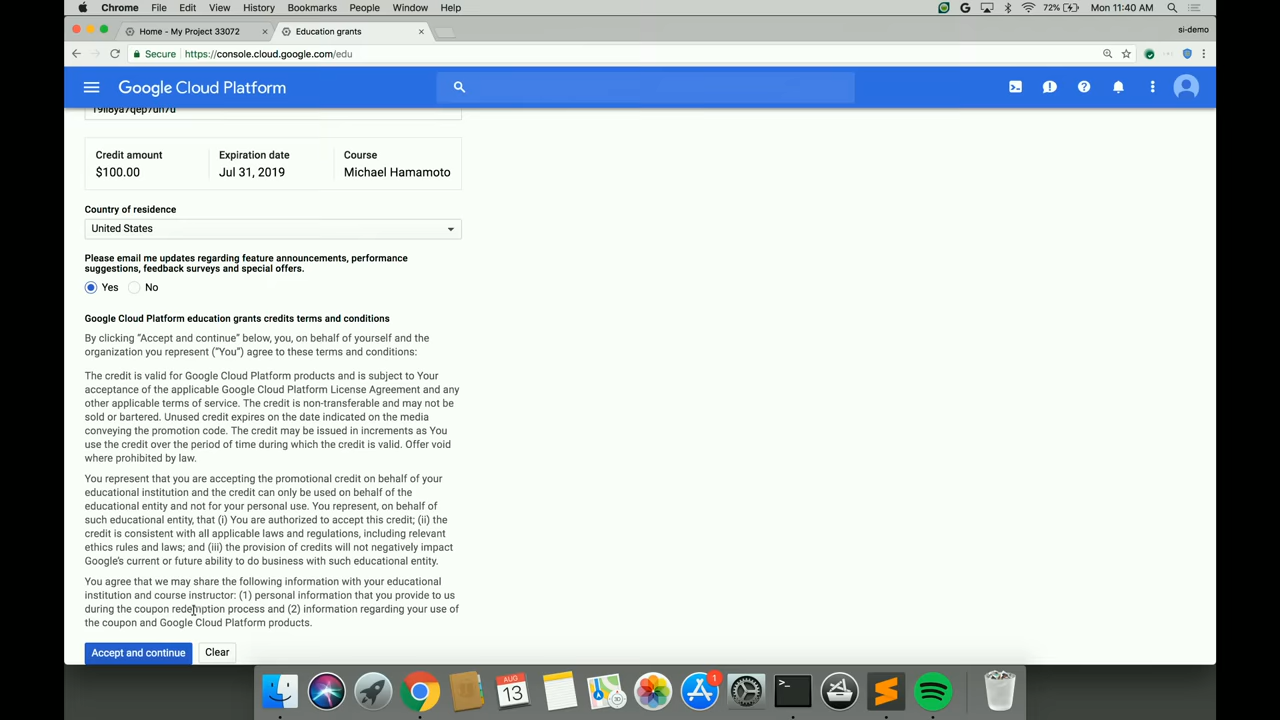 Chrome File Edit View History Bookmarks People Window Help 72% Mon 11:40 AM
Home - My Project 33072 Education grants si-demo
Secure https://console.cloud.google.com/edu
Google Cloud Platform
Credit amount Expiration date Course
$100.00 Jul 31, 2019 Michael Hamamoto
Country of residence
United States
Please email me updates regarding feature announcements, performance
suggestions, feedback surveys and special offers.
Yes No
Google Cloud Platform education grants credits terms and conditions
By clicking “Accept and continue” below, you, on behalf of yourself and the
organization you represent (“You”) agree to these terms and conditions:
The credit is valid for Google Cloud Platform products and is subject to Your
acceptance of the applicable Google Cloud Platform License Agreement and any
other applicable terms of service. The credit is non-transferable and may not be
sold or bartered. Unused credit expires on the date indicated on the media
conveying the promotion code. The credit may be issued in increments as You
use the credit over the period of time during which the credit is valid. Offer void
where prohibited by law.
You represent that you are accepting the promotional credit on behalf of your
educational institution and the credit can only be used on behalf of the
educational entity and not for your personal use. You represent, on behalf of
such educational entity, that (i) You are authorized to accept this credit; (ii) the
credit is consistent with all applicable laws and regulations, including relevant
ethics rules and laws; and (iii) the provision of credits will not negatively impact
Google's current or future ability to do business with such educational entity.
You agree that we may share the following information with your educational
institution and course instructor: (1) personal information that you provide to us
during the coupon redemption process and (2) information regarding your use of
the coupon and Google Cloud Platform products.
Accept and continue Clear
AUG
13
1